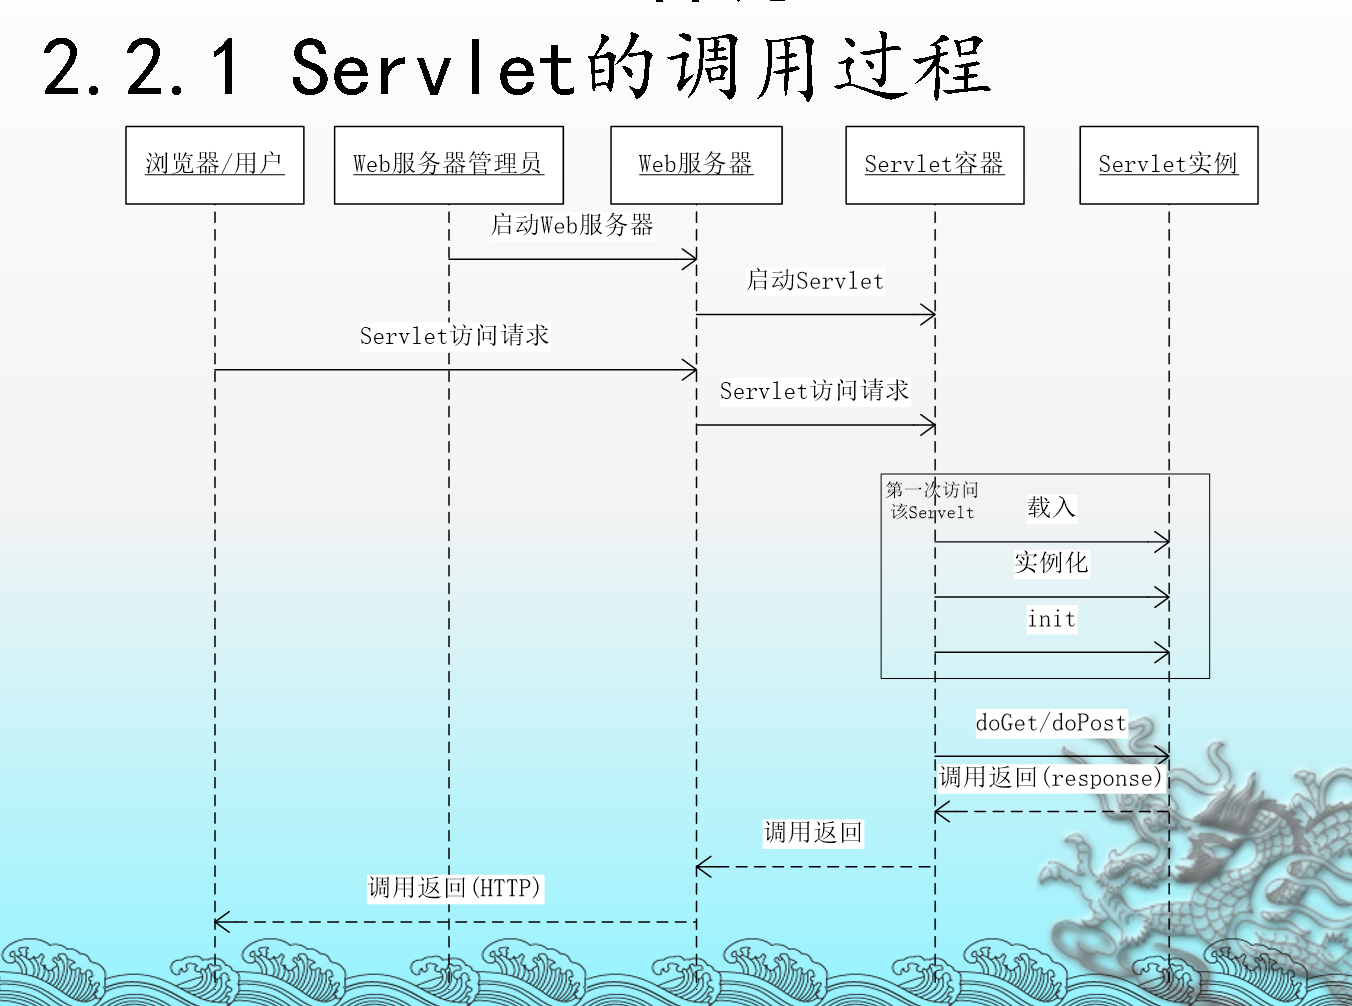 2.2.1 Servlet的调用过程
浏览器/用户
Web服务器管理员
Web服务器
Servlet容器
Servlet实例
启动Web服务器
启动Servlet
Servlet访问请求
Servlet访问请求
第一次访问
该Servelt
载入
实例化
init
doGet/doPost
调用返回(response)
调用返回
调用返回(HTTP)